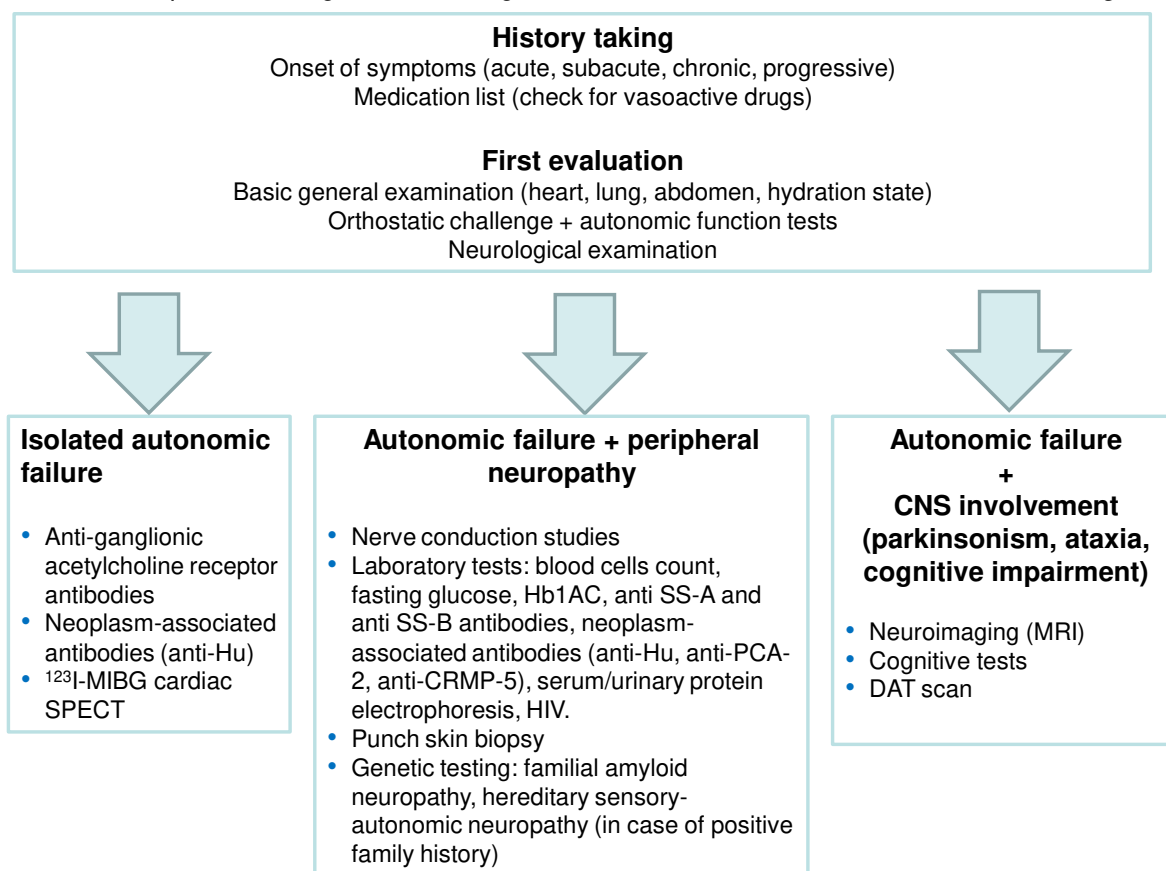 History taking
Onset of symptoms (acute, subacute, chronic, progressive)
Medication list (check for vasoactive drugs)
First evaluation
Basic general examination (heart, lung, abdomen, hydration state)
Orthostatic challenge + autonomic function tests
Neurological examination
Isolated autonomic
failure
• Anti-ganglionic
acetylcholine receptor
antibodies
• Neoplasm-associated
antibodies (anti-Hu)
• ¹²³I-MIBG cardiac
SPECT
Autonomic failure + peripheral
neuropathy
• Nerve conduction studies
• Laboratory tests: blood cells count,
fasting glucose, Hb1AC, anti SS-A and
anti SS-B antibodies, neoplasm-
associated antibodies (anti-Hu, anti-PCA-
2, anti-CRMP-5), serum/urinary protein
electrophoresis, HIV.
• Punch skin biopsy
• Genetic testing: familial amyloid
neuropathy, hereditary sensory-
autonomic neuropathy (in case of positive
family history)
Autonomic failure
+
CNS involvement
(parkinsonism, ataxia,
cognitive impairment)
• Neuroimaging (MRI)
• Cognitive tests
• DAT scan